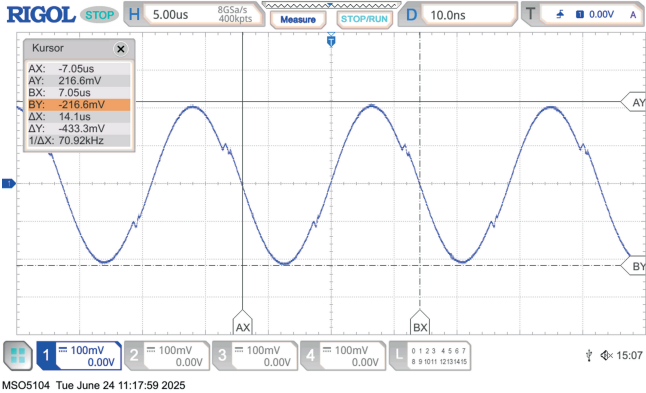 RIGOL STOP H 5.00us 8GSa/s 400kpts Measure STOP/RUN D 10.0ns T 1 0.00V A
T
Kursor
AX: -7.05us
AY: 216.6mV
BX: 7.05us
BY: -216.6mV
ΔX: 14.1us
ΔY: -433.3mV
1/ΔX: 70.92kHz
AY
1
BY
AX BX
1 100mV 0.00V 2 100mV 0.00V 3 100mV 0.00V 4 100mV 0.00V L 0 1 2 3 4 5 6 7 8 9 10 11 12 13 14 15 15:07
MSO5104 Tue June 24 11:17:59 2025